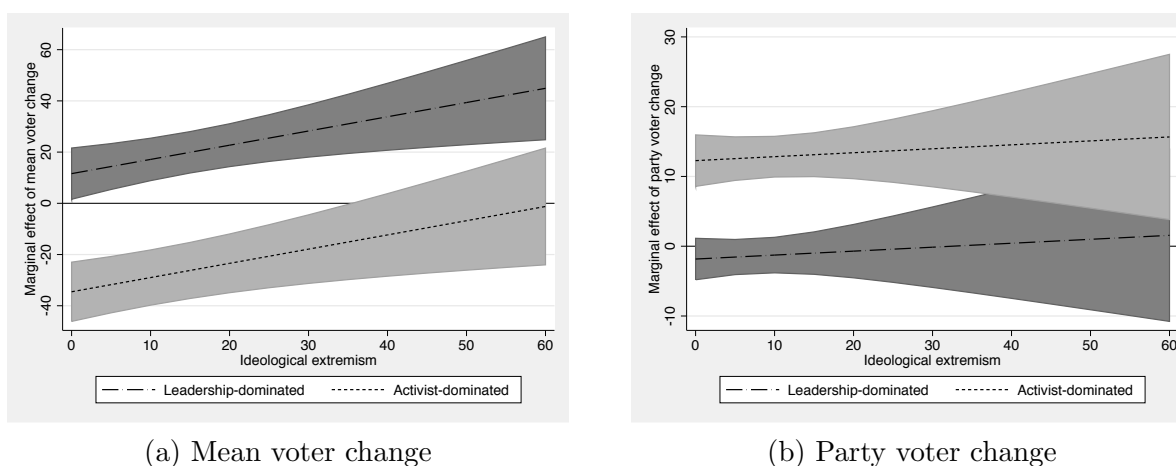 Marginal effect of mean voter change
60
40
20
0
-20
-40
0 10 20 30 40 50 60
Ideological extremism
Leadership-dominated Activist-dominated
(a) Mean voter change
Marginal effect of party voter change
30
20
10
0
-10
0 10 20 30 40 50 60
Ideological extremism
Leadership-dominated Activist-dominated
(b) Party voter change